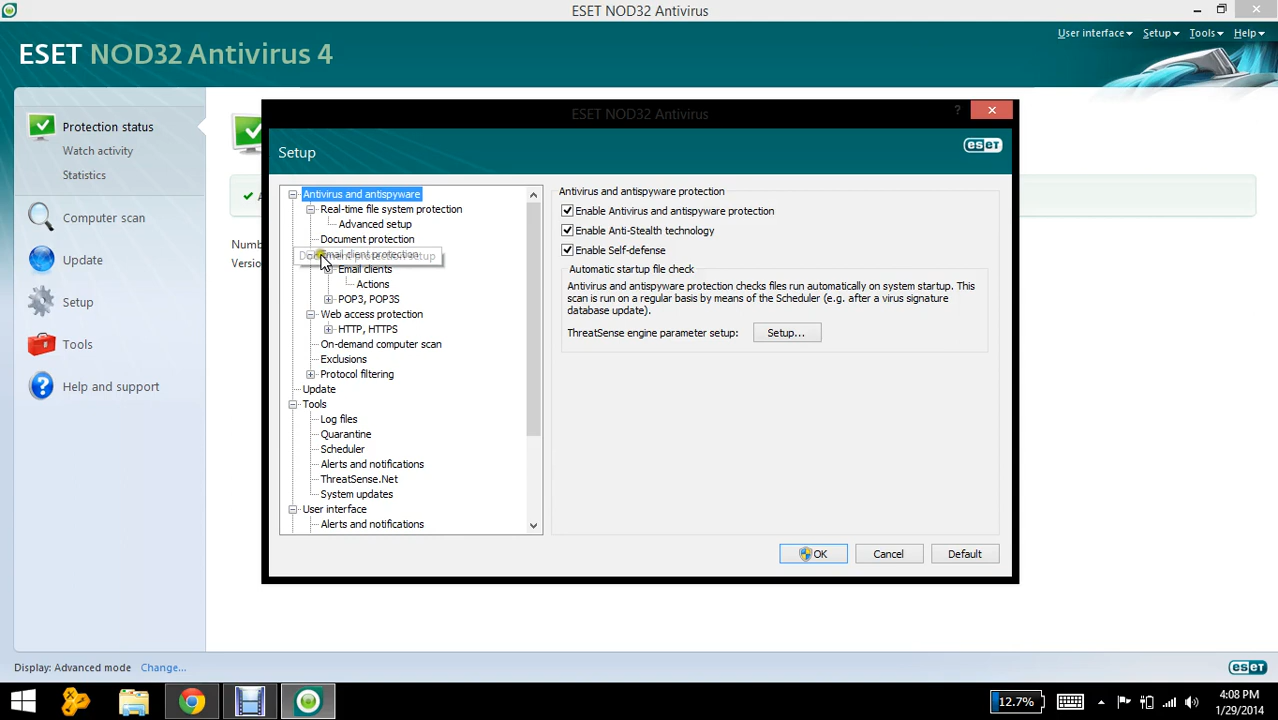 ESET NOD32 Antivirus
ESET NOD32 Antivirus 4
User interface Setup Tools Help
Protection status
Watch activity
Statistics
Computer scan
Update
Setup
Tools
Help and support
ESET NOD32 Antivirus
?
Setup
eset
Antivirus and antispyware
Real-time file system protection
Advanced setup
Document protection
Email client protection
Document protection setup
Email clients
Actions
POP3, POP3S
Web access protection
HTTP, HTTPS
On-demand computer scan
Exclusions
Protocol filtering
Update
Tools
Log files
Quarantine
Scheduler
Alerts and notifications
ThreatSense.Net
System updates
User interface
Alerts and notifications
Antivirus and antispyware protection
Enable Antivirus and antispyware protection
Enable Anti-Stealth technology
Enable Self-defense
Automatic startup file check
Antivirus and antispyware protection checks files run automatically on system startup. This
scan is run on a regular basis by means of the Scheduler (e.g. after a virus signature
database update).
ThreatSense engine parameter setup: Setup...
OK Cancel Default
Display: Advanced mode Change...
eset
12.7%
4:08 PM
1/29/2014